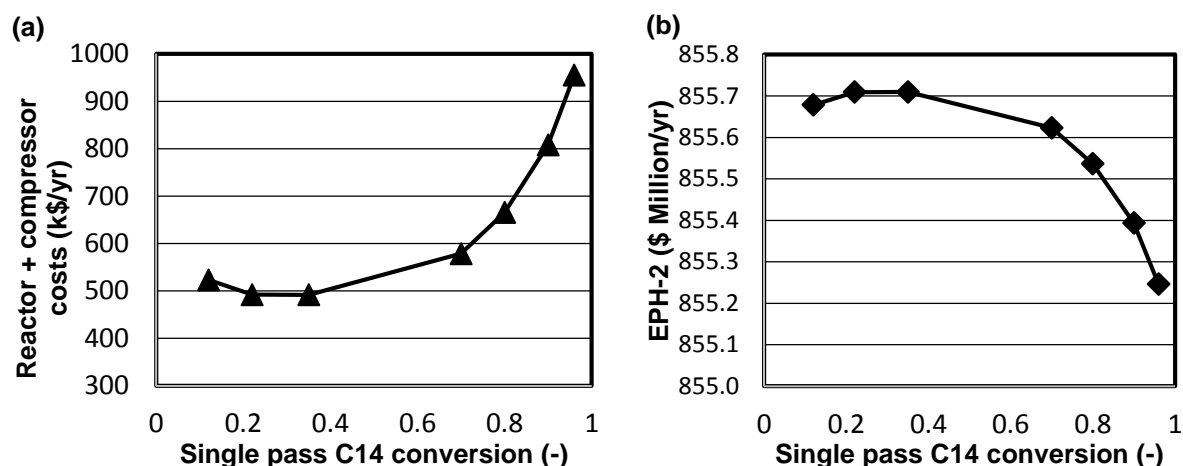 (a)
Reactor + compressor
costs (k$/yr)
1000
900
800
700
600
500
400
300
0 0.2 0.4 0.6 0.8 1
Single pass C14 conversion (-)
(b)
EPH-2 ($ Million/yr)
855.8
855.7
855.6
855.5
855.4
855.3
855.2
855.1
855.0
0 0.2 0.4 0.6 0.8 1
Single pass C14 conversion (-)